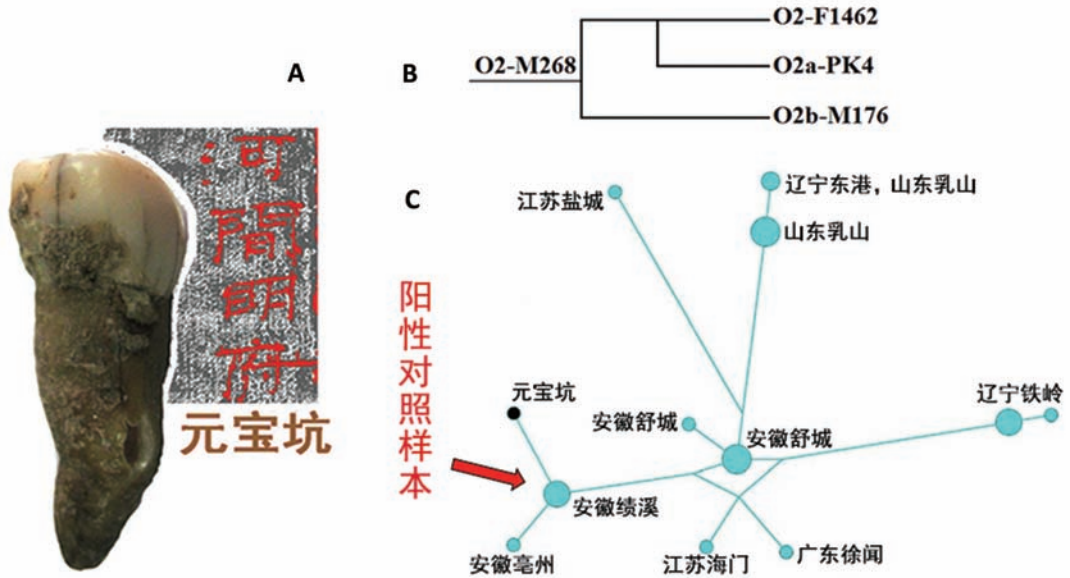 A
河
間
明
府
元宝坑
B
O2-M268
O2-F1462
O2a-PK4
O2b-M176
C
江苏盐城
辽宁东港，山东乳山
山东乳山
阳性对照样本
元宝坑
安徽舒城
安徽舒城
辽宁铁岭
安徽绩溪
安徽亳州
江苏海门
广东徐闻